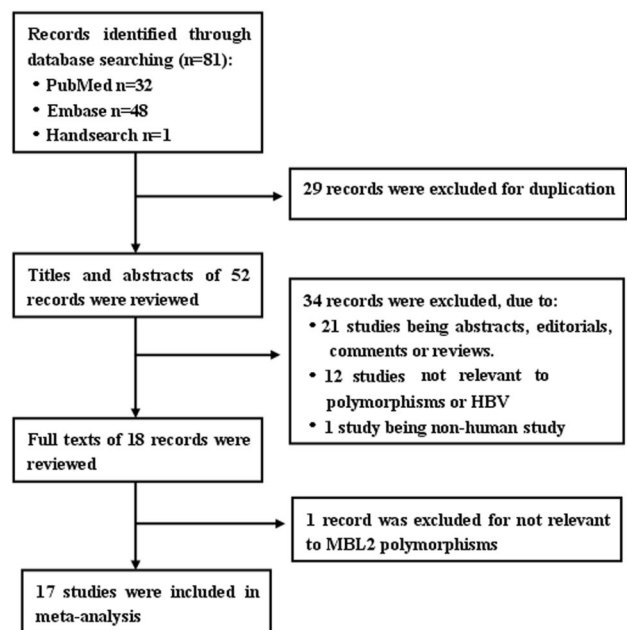 Records identified through
database searching (n=81):
• PubMed n=32
• Embase n=48
• Handsearch n=1
29 records were excluded for duplication
Titles and abstracts of 52
records were reviewed
34 records were excluded, due to:
• 21 studies being abstracts, editorials,
comments or reviews.
• 12 studies not relevant to
polymorphisms or HBV
• 1 study being non-human study
Full texts of 18 records were
reviewed
1 record was excluded for not relevant
to MBL2 polymorphisms
17 studies were included in
meta-analysis